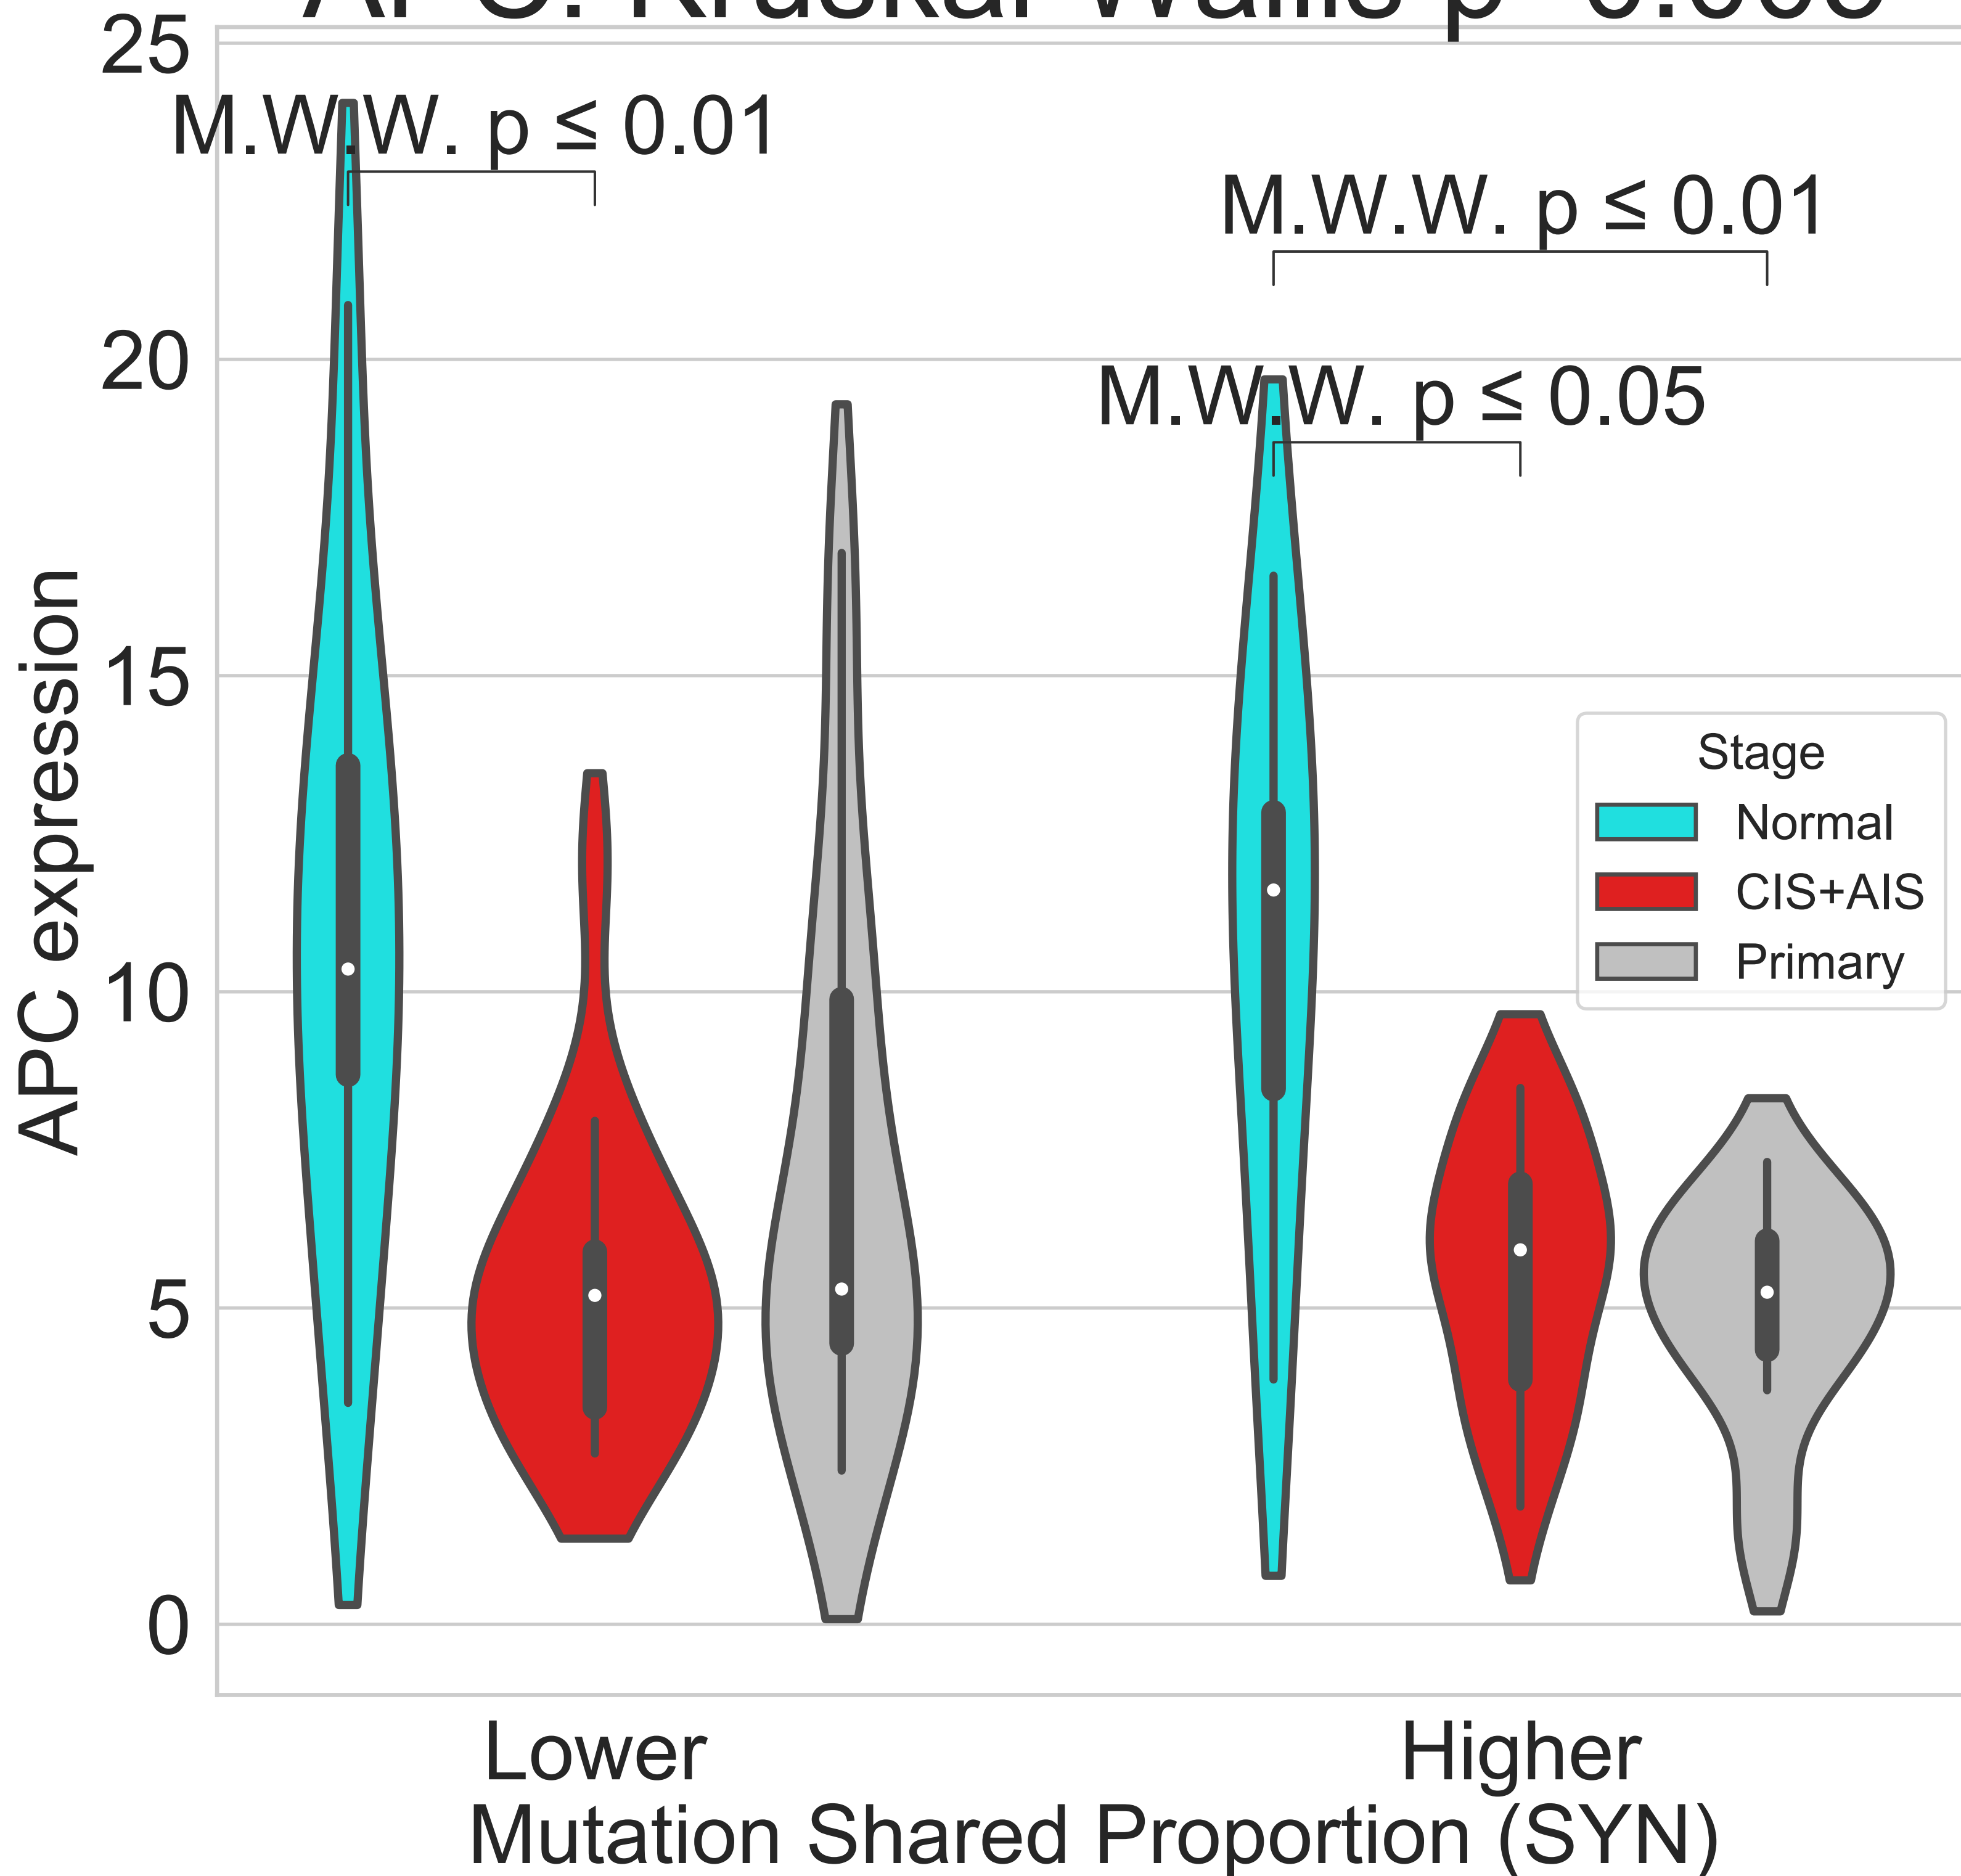 25
M.W.W. p ≤ 0.01
M.W.W. p ≤ 0.01
20
M.W.W. p ≤ 0.05
15
10
5
0
APC expression
Stage
Normal
CIS+AIS
Primary
Lower
Higher
Mutation Shared Proportion (SYN)